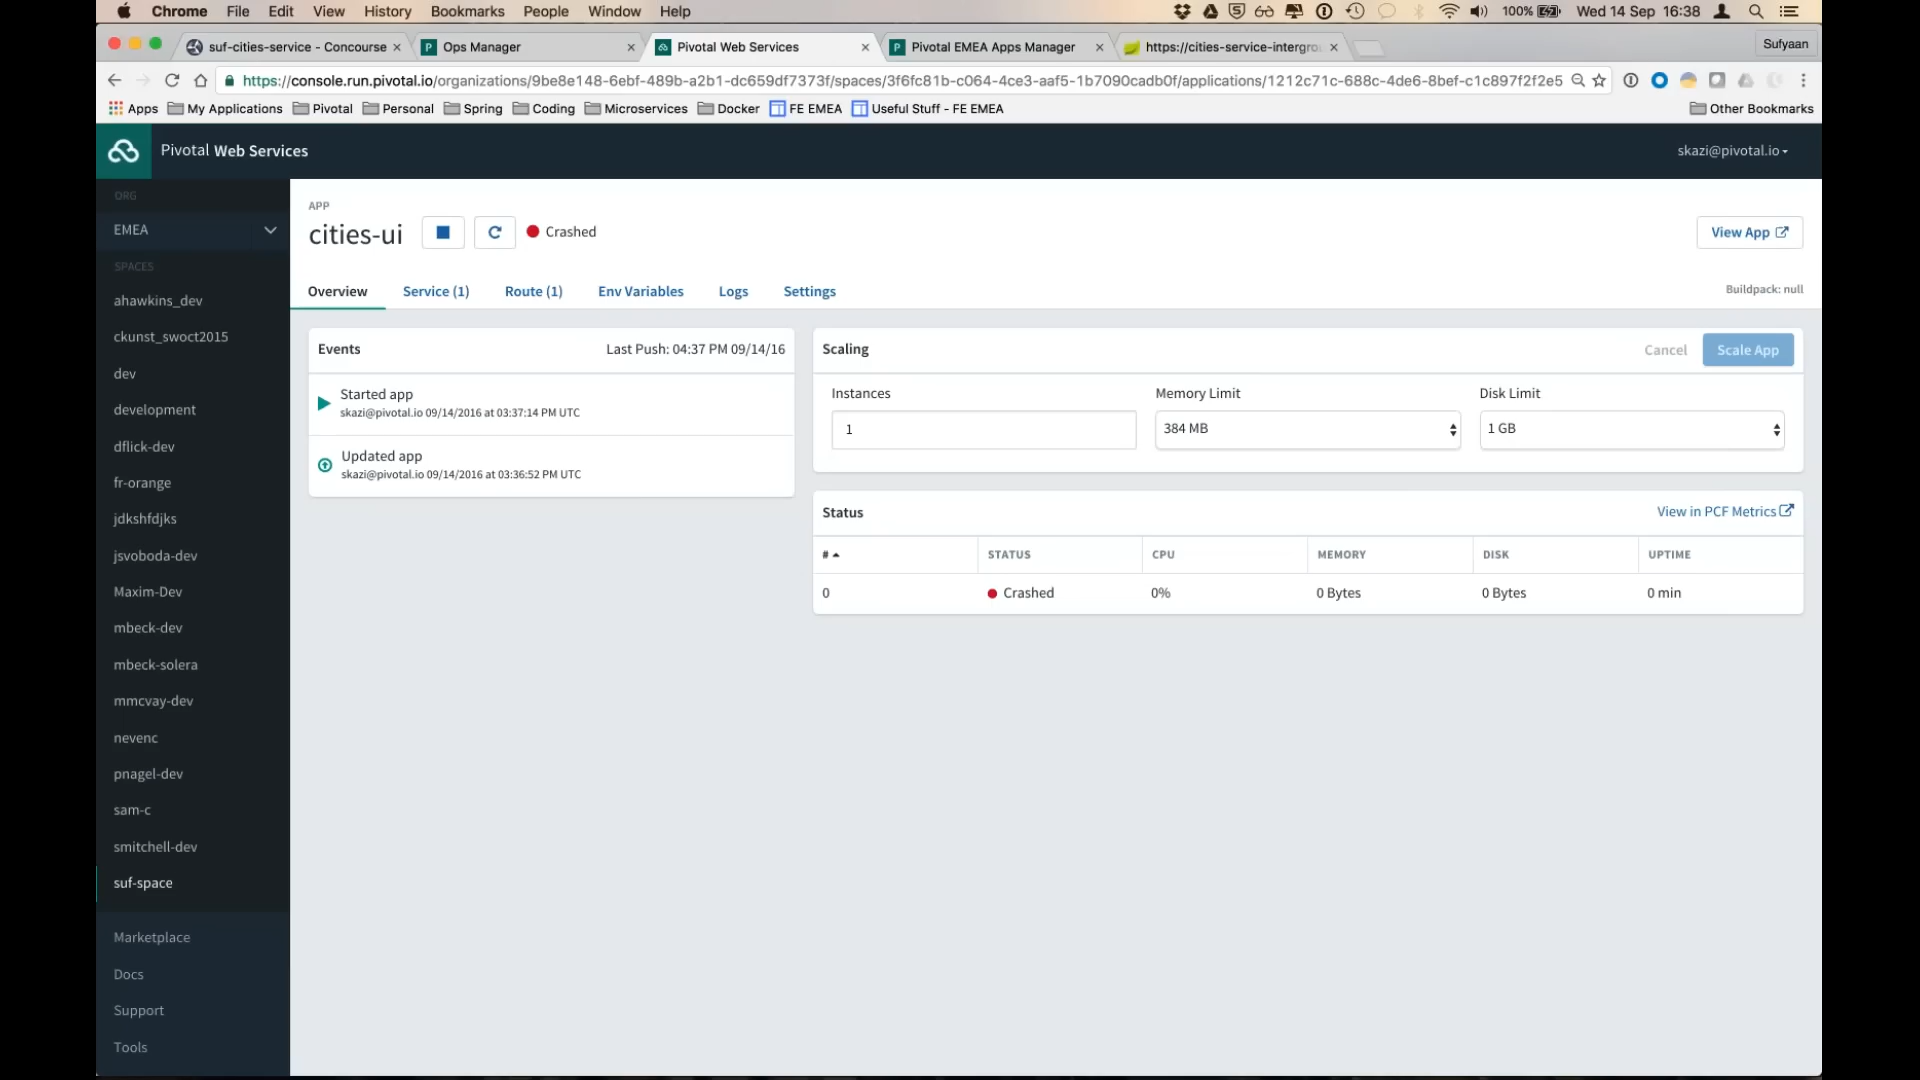 Chrome File Edit View History Bookmarks People Window Help 100% Wed 14 Sep 16:38
suf-cities-service - Concourse Ops Manager Pivotal Web Services Pivotal EMEA Apps Manager https://cities-service-intergro Sufyaan
https://console.run.pivotal.io/organizations/9be8e148-6ebf-489b-a2b1-dc659df7373f/spaces/3f6fc81b-c064-4ce3-aaf5-1b7090cadb0f/applications/1212c71c-688c-4de6-8bef-c1c897f2f2e5
Apps My Applications Pivotal Personal Spring Coding Microservices Docker FE EMEA Useful Stuff - FE EMEA Other Bookmarks
Pivotal Web Services skazi@pivotal.io
ORG
EMEA
SPACES
ahawkins_dev
ckunst_swoct2015
dev
development
dflick-dev
fr-orange
jdkshfdjks
jsvoboda-dev
Maxim-Dev
mbeck-dev
mbeck-solera
mmcvay-dev
nevenc
pnagel-dev
sam-c
smitchell-dev
suf-space
Marketplace
Docs
Support
Tools
APP
cities-ui Crashed View App
Overview Service (1) Route (1) Env Variables Logs Settings Buildpack: null
Events Last Push: 04:37 PM 09/14/16
Started app
skazi@pivotal.io 09/14/2016 at 03:37:14 PM UTC
Updated app
skazi@pivotal.io 09/14/2016 at 03:36:52 PM UTC
Scaling Cancel Scale App
Instances Memory Limit Disk Limit
1 384 MB 1 GB
Status View in PCF Metrics
# STATUS CPU MEMORY DISK UPTIME
0 Crashed 0% 0 Bytes 0 Bytes 0 min